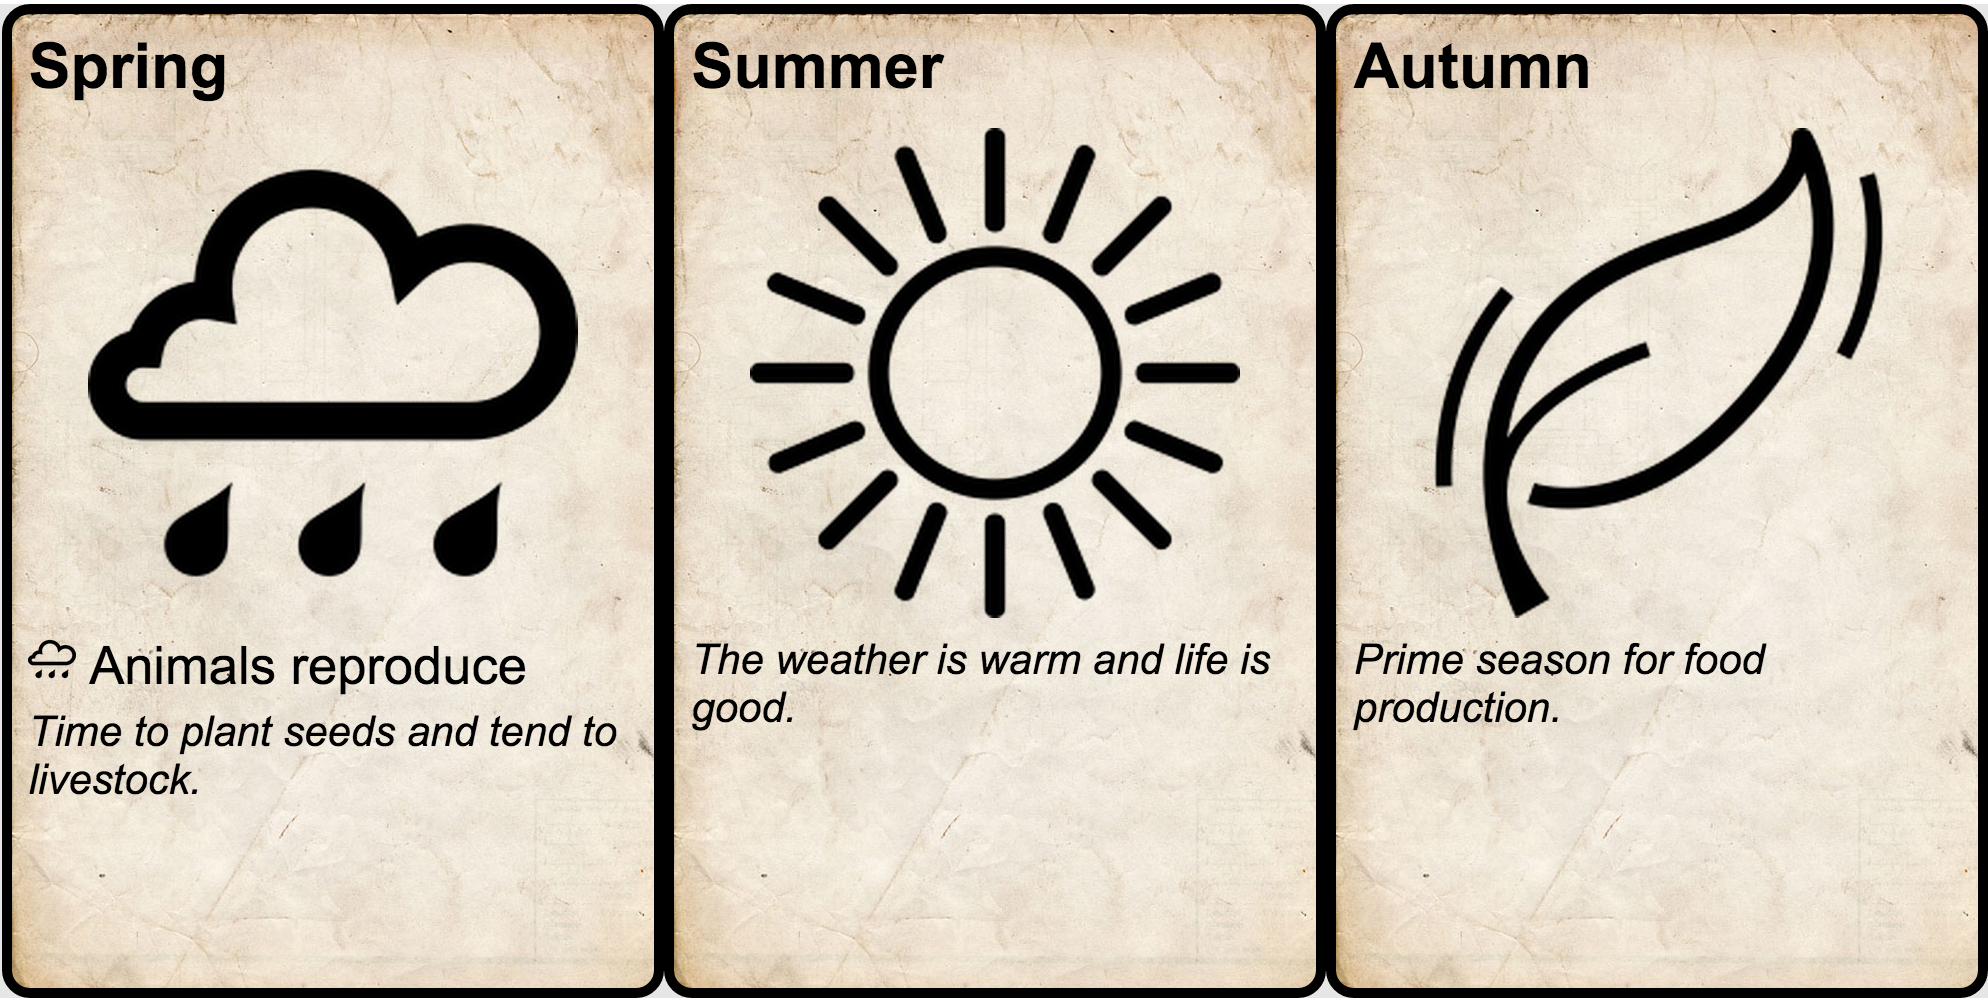 Spring
Animals reproduce
Time to plant seeds and tend to
livestock.
Summer
The weather is warm and life is
good.
Autumn
Prime season for food
production.